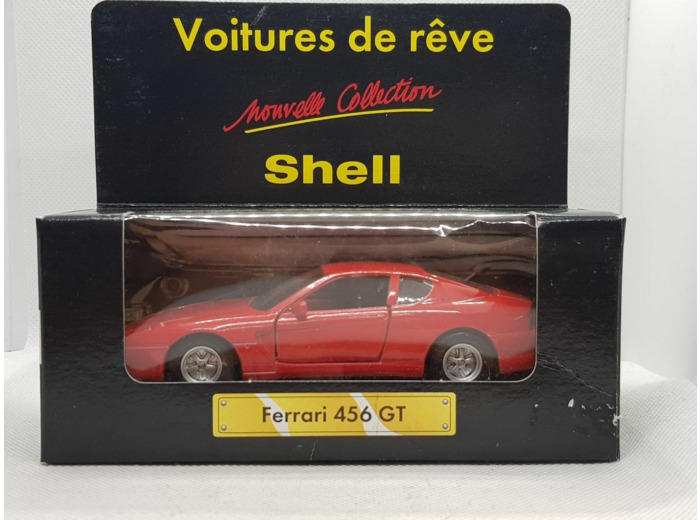 Voitures de rêve
Nouvelle Collection
Shell
Ferrari 456 GT